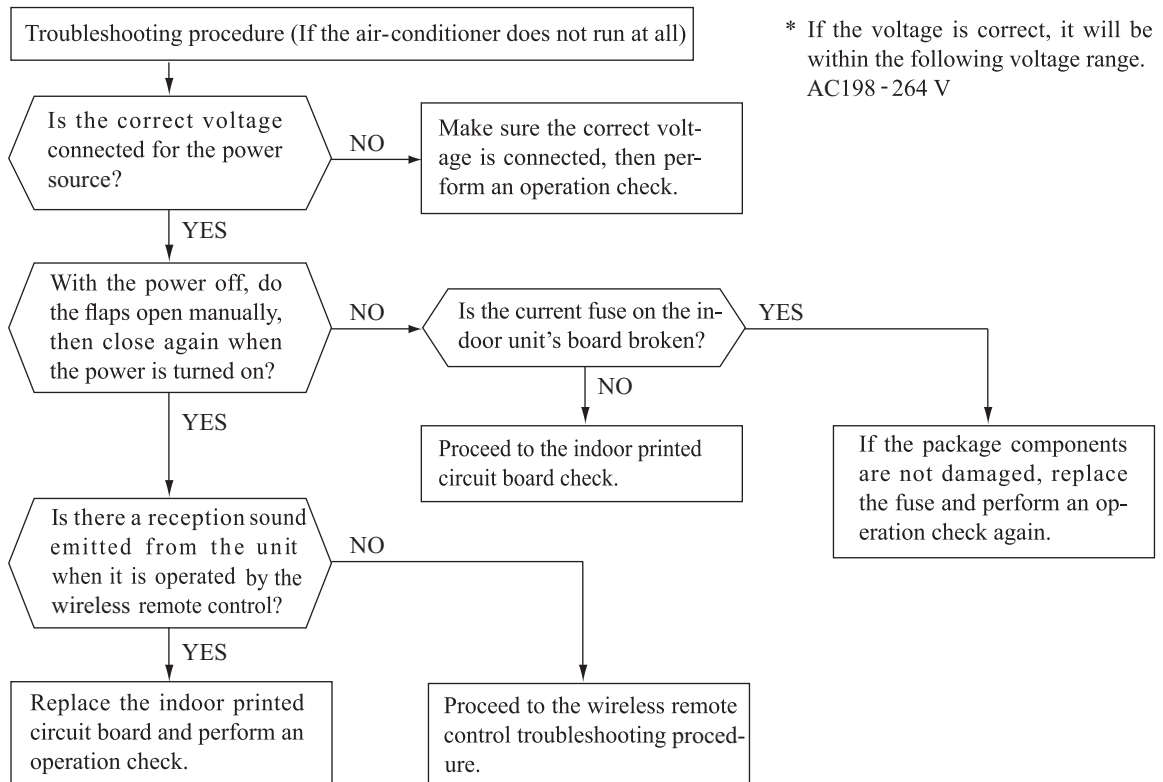 Troubleshooting procedure (If the air-conditioner does not run at all)
* If the voltage is correct, it will be
within the following voltage range.
AC198 - 264 V
Is the correct voltage
connected for the power
source?
NO
Make sure the correct volt-
age is connected, then per-
form an operation check.
YES
With the power off, do
the flaps open manually,
then close again when
the power is turned on?
NO
Is the current fuse on the in-
door unit's board broken?
YES
NO
YES
Proceed to the indoor printed
circuit board check.
If the package components
are not damaged, replace
the fuse and perform an op-
eration check again.
Is there a reception sound
emitted from the unit
when it is operated by the
wireless remote control?
NO
YES
Replace the indoor printed
circuit board and perform an
operation check.
Proceed to the wireless remote
control troubleshooting proced-
ure.